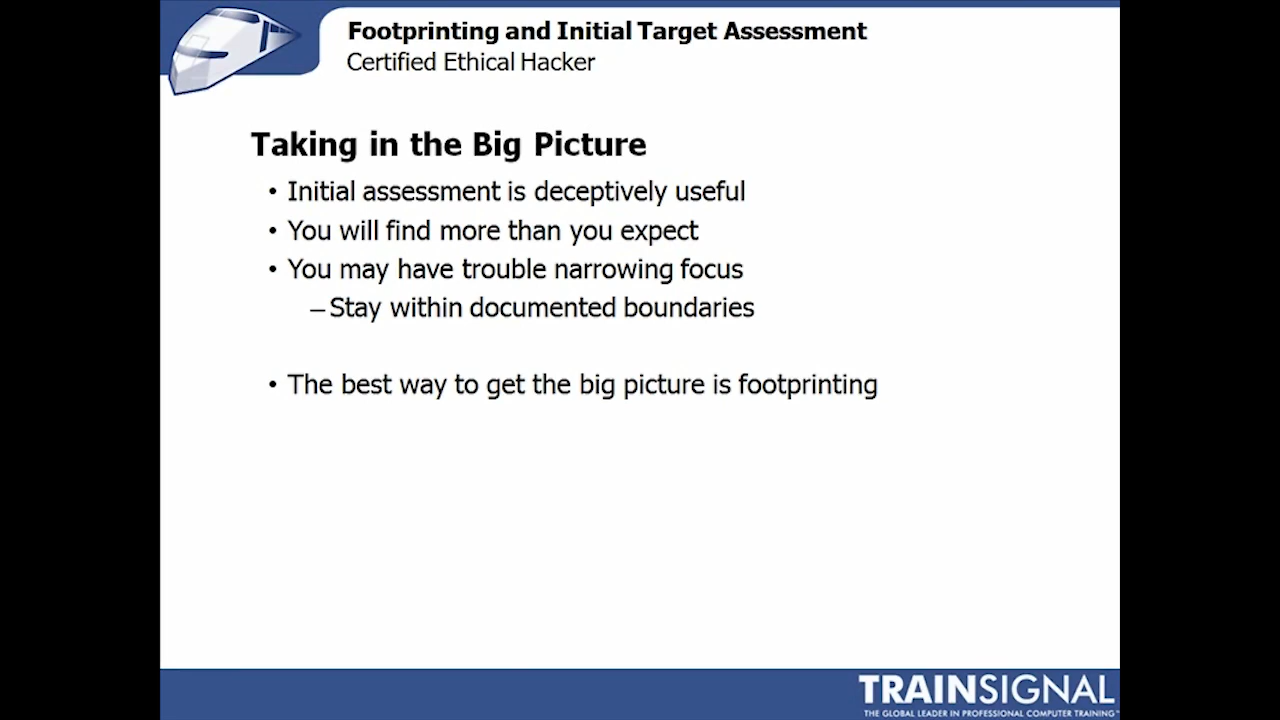 Footprinting and Initial Target Assessment
Certified Ethical Hacker
Taking in the Big Picture
• Initial assessment is deceptively useful
• You will find more than you expect
• You may have trouble narrowing focus
– Stay within documented boundaries
• The best way to get the big picture is footprinting
TRAINSIGNAL
THE GLOBAL LEADER IN PROFESSIONAL COMPUTER TRAINING™